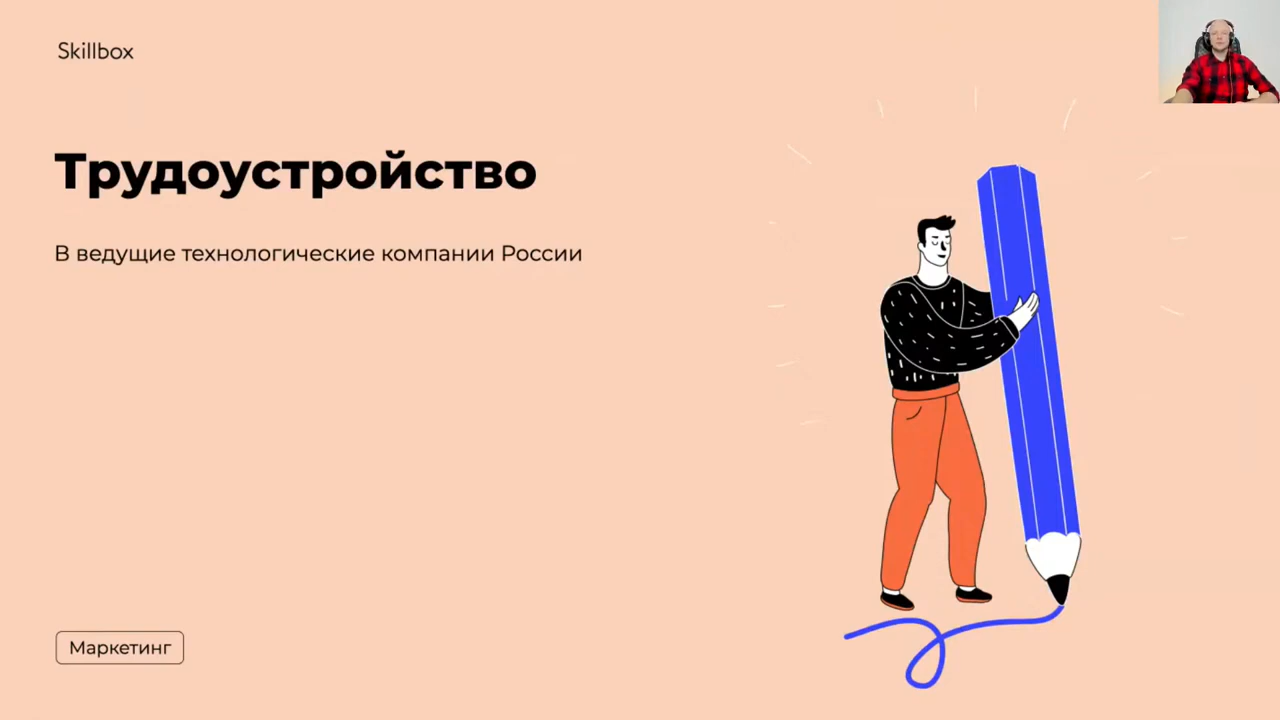 Skillbox
Трудоустройство
В ведущие технологические компании России
Маркетинг